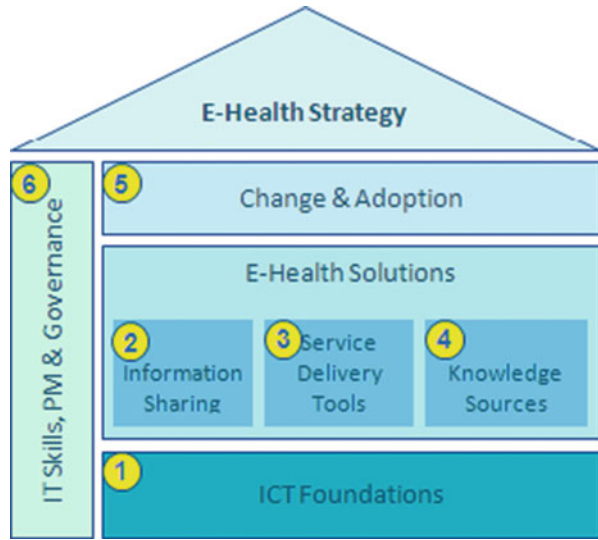 E-Health Strategy
6
IT Skills, PM & Governance
5
Change & Adoption
E-Health Solutions
2
Information
Sharing
3
Service
Delivery
Tools
4
Knowledge
Sources
1
ICT Foundations